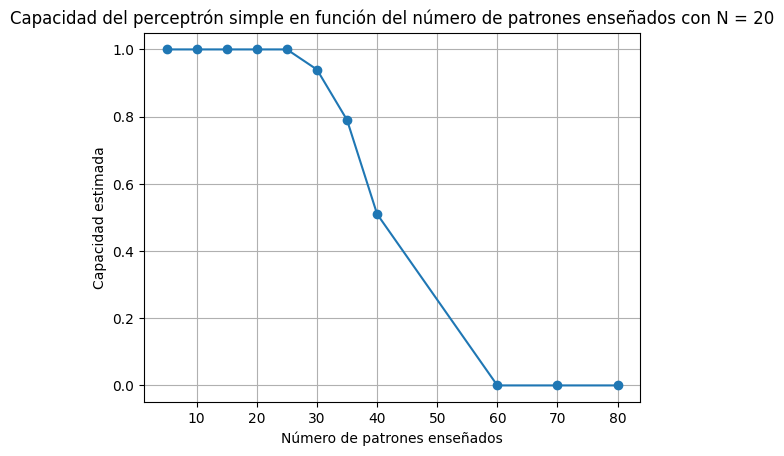 Capacidad del perceptrón simple en función del número de patrones enseñados con N = 20
1.0
0.8
0.6
0.4
0.2
0.0
Capacidad estimada
10 20 30 40 50 60 70 80
Número de patrones enseñados